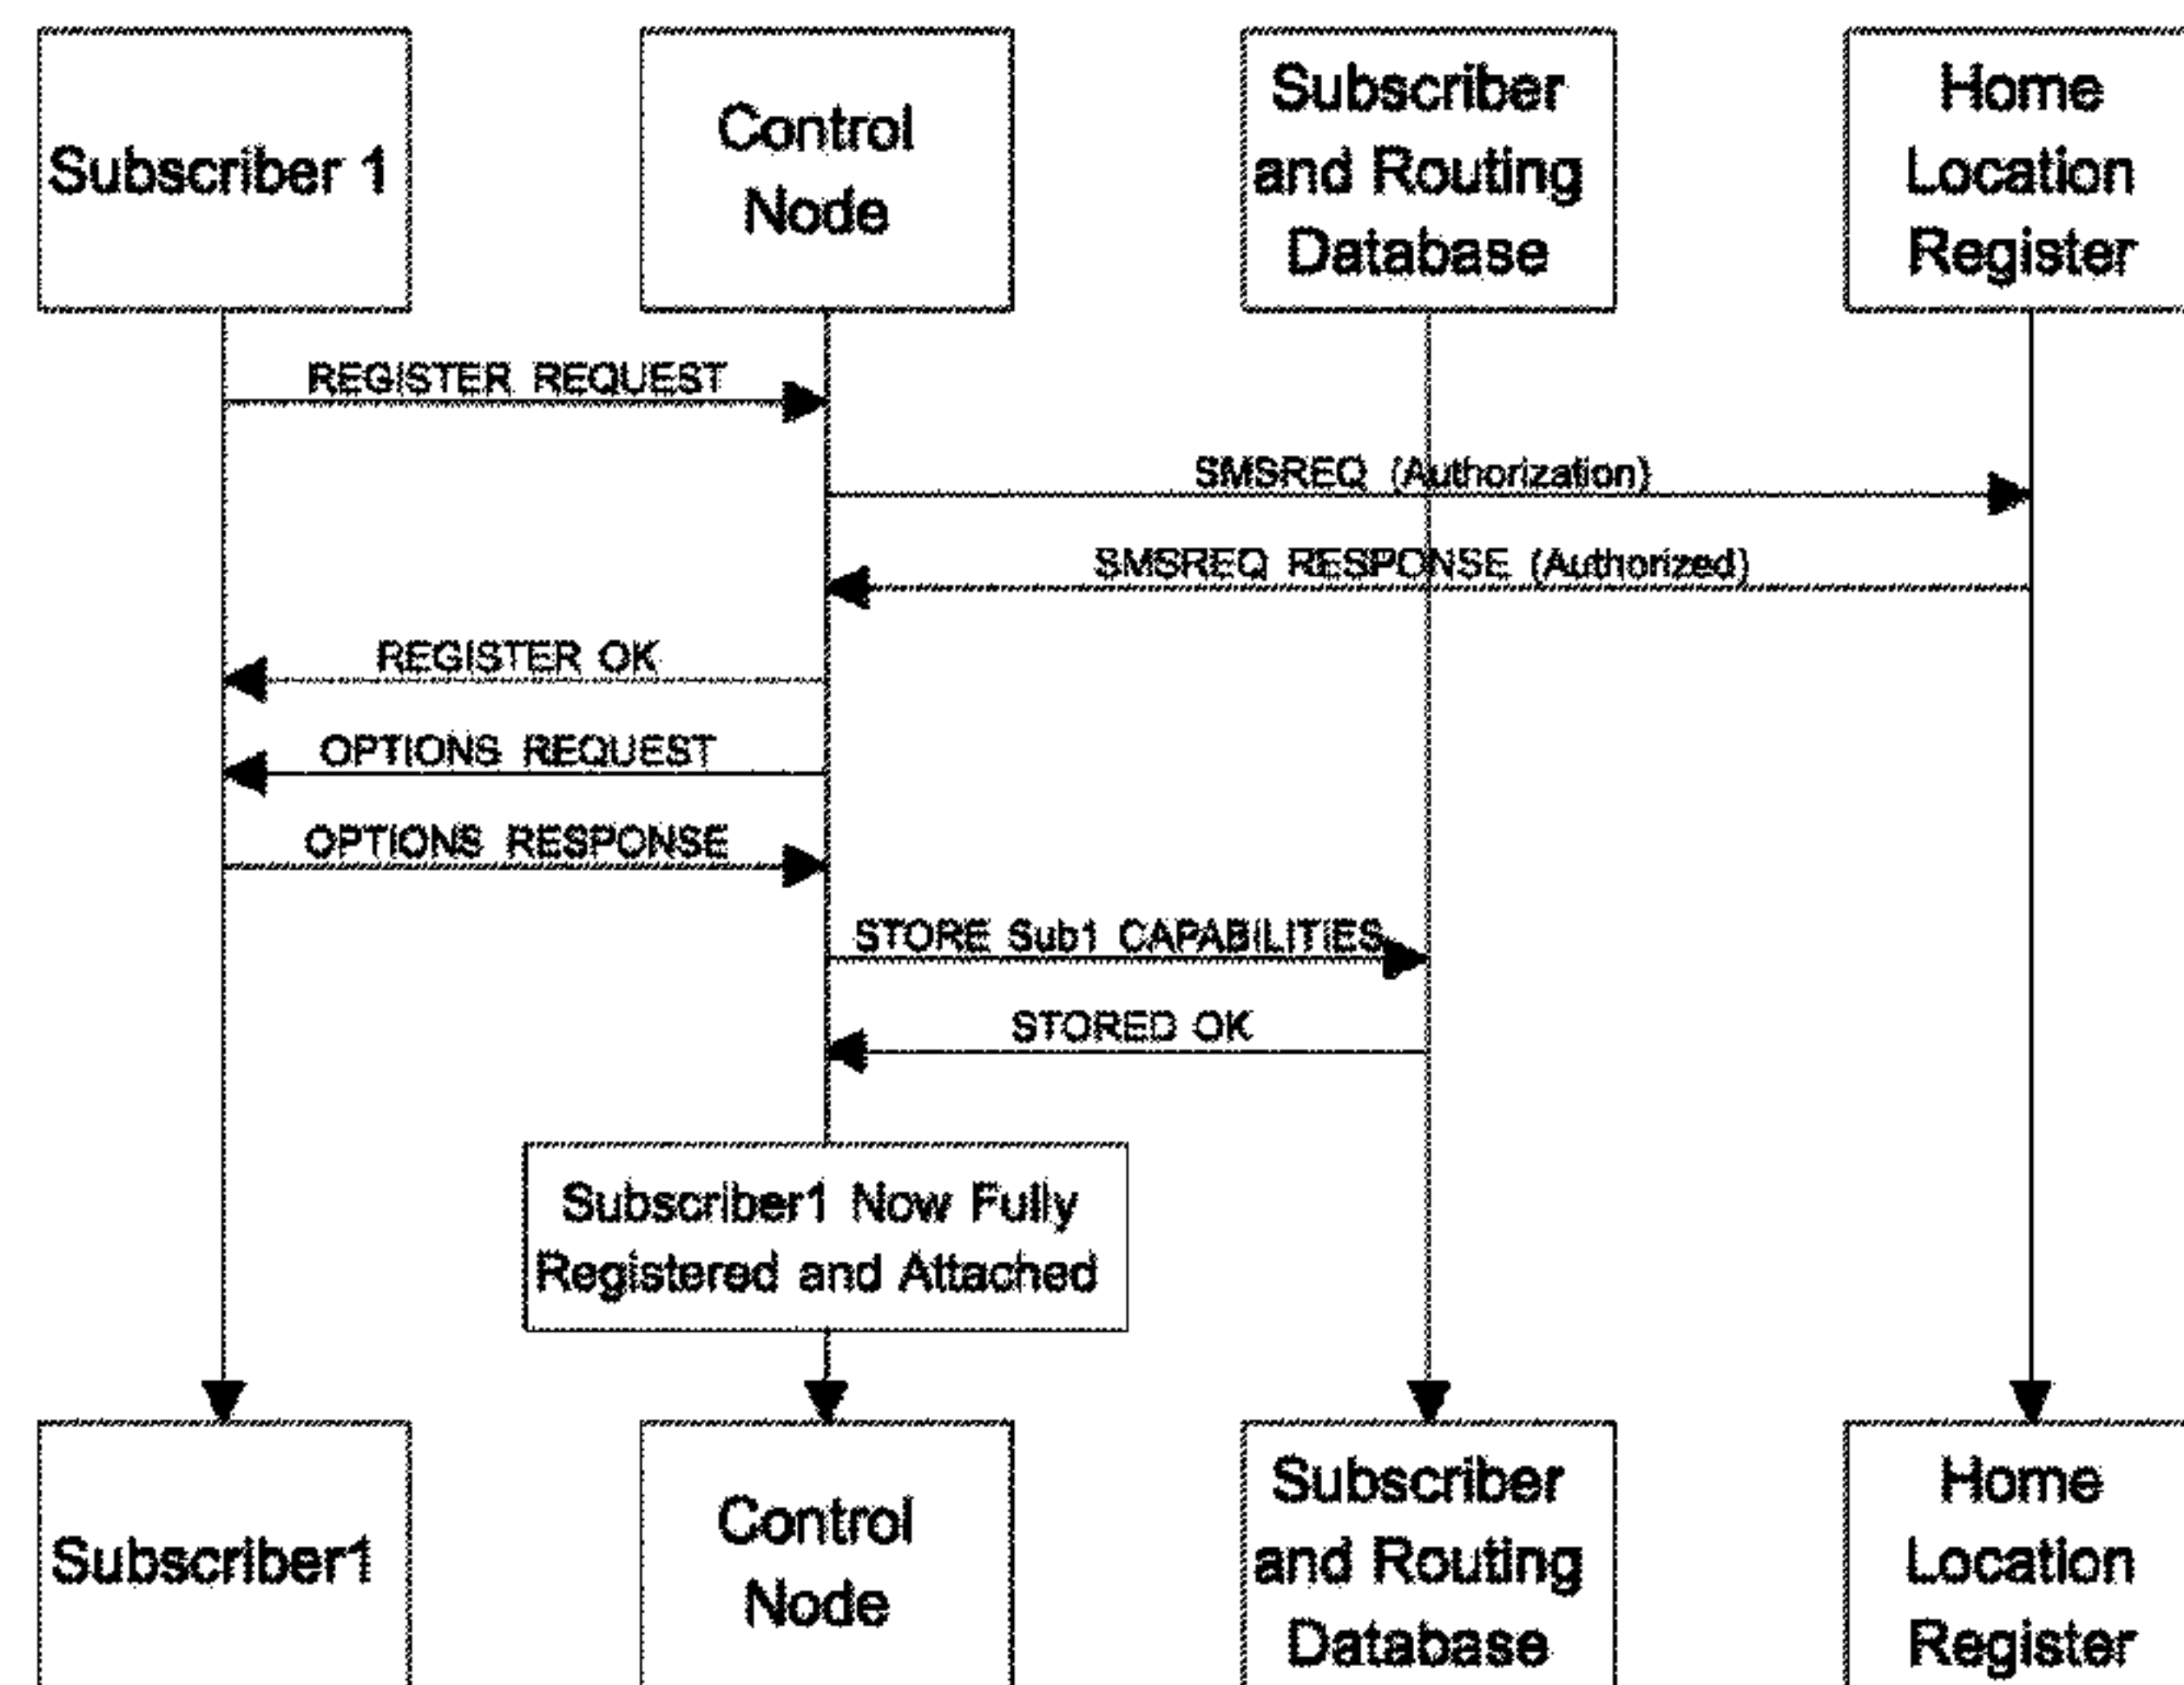 Subscriber 1
Control
Node
Subscriber
and Routing
Database
Home
Location
Register
REGISTER REQUEST
SMSREQ (Authorization)
SMSREQ RESPONSE (Authorized)
REGISTER OK
OPTIONS REQUEST
OPTIONS RESPONSE
STORE Sub1 CAPABILITIES
STORED OK
Subscriber1 Now Fully
Registered and Attached
Subscriber1
Control
Node
Subscriber
and Routing
Database
Home
Location
Register